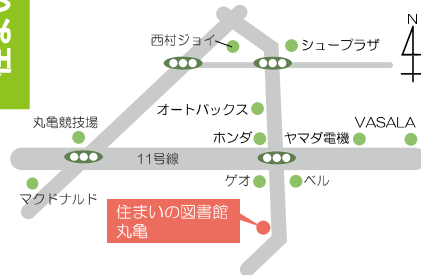 N
西村ジョイ
シュープラザ
オートバックス
丸亀競技場
ホンダ
ヤマダ電機
VASALA
11号線
ゲオ
ベル
マクドナルド
住まいの図書館
丸亀